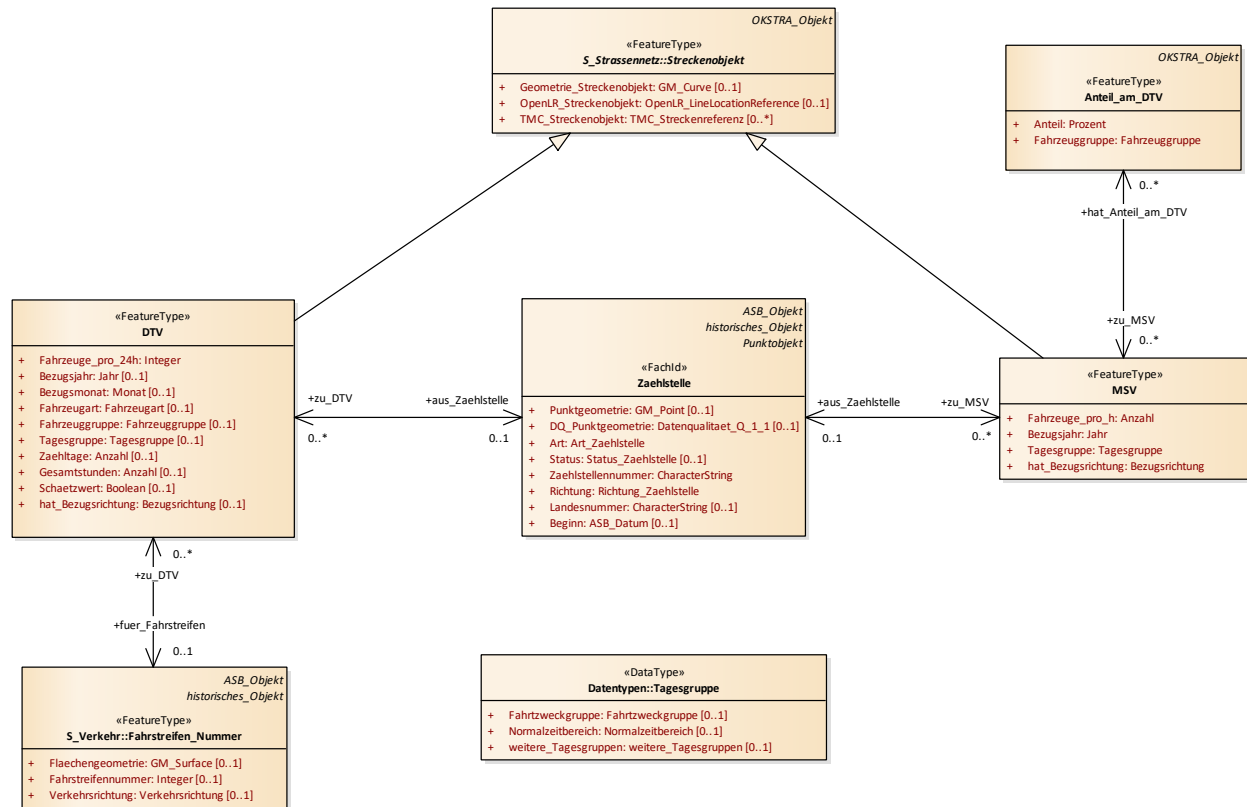 OKSTRA_Objekt
«FeatureType»
S_Strassennetz::Streckenobjekt
+ Geometrie_Streckenobjekt: GM_Curve [0..1]
+ OpenLR_Streckenobjekt: OpenLR_LineLocationReference [0..1]
+ TMC_Streckenobjekt: TMC_Streckenreferenz [0..*]
OKSTRA_Objekt
«FeatureType»
Anteil_am_DTV
+ Anteil: Prozent
+ Fahrzeuggruppe: Fahrzeuggruppe
0..*
+hat_Anteil_am_DTV
+zu_MSV
0..*
«FeatureType»
DTV
+ Fahrzeuge_pro_24h: Integer
+ Bezugsjahr: Jahr [0..1]
+ Bezugsmonat: Monat [0..1]
+ Fahrzeugart: Fahrzeugart [0..1]
+ Fahrzeuggruppe: Fahrzeuggruppe [0..1]
+ Tagesgruppe: Tagesgruppe [0..1]
+ Zaehltage: Anzahl [0..1]
+ Gesamtstunden: Anzahl [0..1]
+ Schaetzwert: Boolean [0..1]
+ hat_Bezugsrichtung: Bezugsrichtung [0..1]
+zu_DTV
0..*
+aus_Zaehlstelle
0..1
ASB_Objekt
historisches_Objekt
Punktobjekt
«FachId»
Zaehlstelle
+ Punktgeometrie: GM_Point [0..1]
+ DQ_Punktgeometrie: Datenqualitaet_Q_1_1 [0..1]
+ Art: Art_Zaehlstelle
+ Status: Status_Zaehlstelle [0..1]
+ Zaehlstellennummer: CharacterString
+ Richtung: Richtung_Zaehlstelle
+ Landesnummer: CharacterString [0..1]
+ Beginn: ASB_Datum [0..1]
+aus_Zaehlstelle
0..1
+zu_MSV
0..*
«FeatureType»
MSV
+ Fahrzeuge_pro_h: Anzahl
+ Bezugsjahr: Jahr
+ Tagesgruppe: Tagesgruppe
+ hat_Bezugsrichtung: Bezugsrichtung
0..*
+zu_DTV
+fuer_Fahrstreifen
0..1
ASB_Objekt
historisches_Objekt
«FeatureType»
S_Verkehr::Fahrstreifen_Nummer
+ Flaechengeometrie: GM_Surface [0..1]
+ Fahrstreifennummer: Integer [0..1]
+ Verkehrsrichtung: Verkehrsrichtung [0..1]
«DataType»
Datentypen::Tagesgruppe
+ Fahrtzweckgruppe: Fahrtzweckgruppe [0..1]
+ Normalzeitbereich: Normalzeitbereich [0..1]
+ weitere_Tagesgruppen: weitere_Tagesgruppen [0..1]